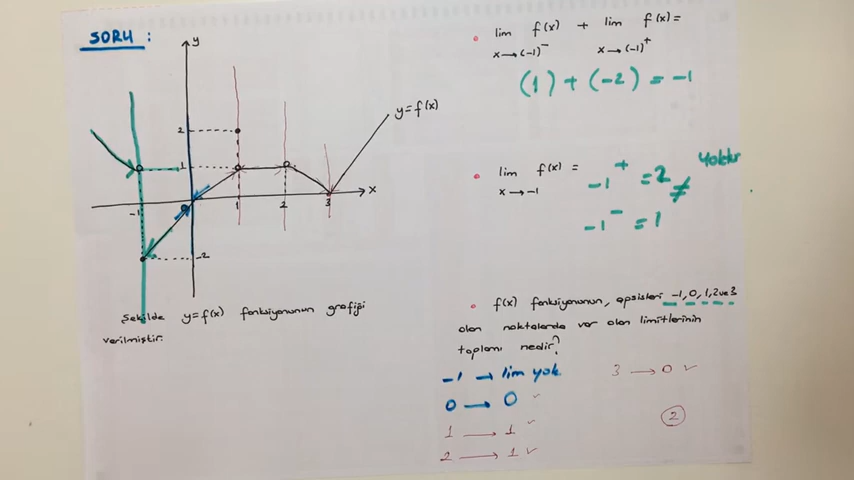 SORU :
y
2
1
-1
1
2
3
x
-2
y=f(x)
Şekilde y=f(x) fonksiyonunun grafiği
verilmiştir.
lim f(x) + lim f(x) =
x→(-1)⁻ x→(-1)⁺
(1) + (-2) = -1
lim f(x) =
x→-1
-1⁺ = 2 ≠
Yoktur
-1⁻ = 1
f(x) fonksiyonunun, apsisleri -1, 0, 1, 2 ve 3
olan noktalarda var olan limitlerinin
toplamı nedir?
-1 → lim yok
0 → 0 ✓
1 → 1 ✓
2 → 1 ✓
3 → 0 ✓
2